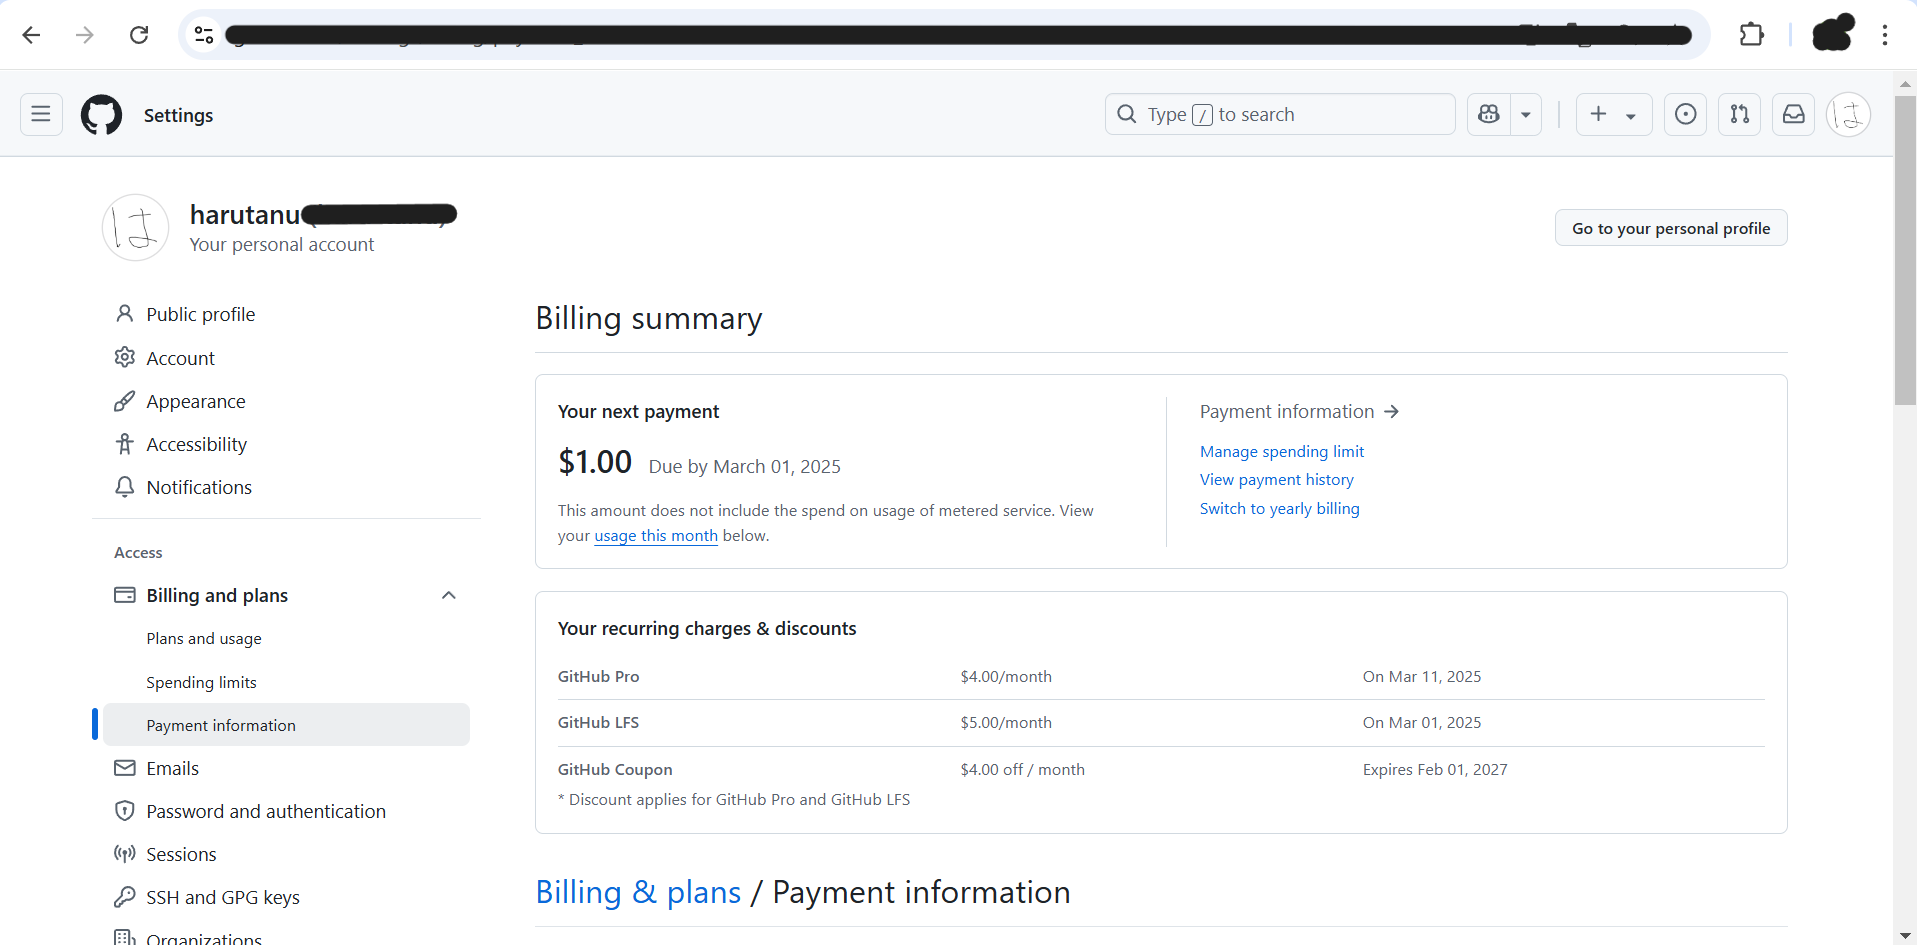 Settings
Type / to search
は
は
harutanu
Your personal account
Go to your personal profile
Public profile
Account
Appearance
Accessibility
Notifications
Access
Billing and plans
Plans and usage
Spending limits
Payment information
Emails
Password and authentication
Sessions
SSH and GPG keys
Organizations
Billing summary
Your next payment
$1.00 Due by March 01, 2025
This amount does not include the spend on usage of metered service. View
your usage this month below.
Payment information →
Manage spending limit
View payment history
Switch to yearly billing
Your recurring charges & discounts
GitHub Pro $4.00/month On Mar 11, 2025
GitHub LFS $5.00/month On Mar 01, 2025
GitHub Coupon $4.00 off / month Expires Feb 01, 2027
* Discount applies for GitHub Pro and GitHub LFS
Billing & plans / Payment information